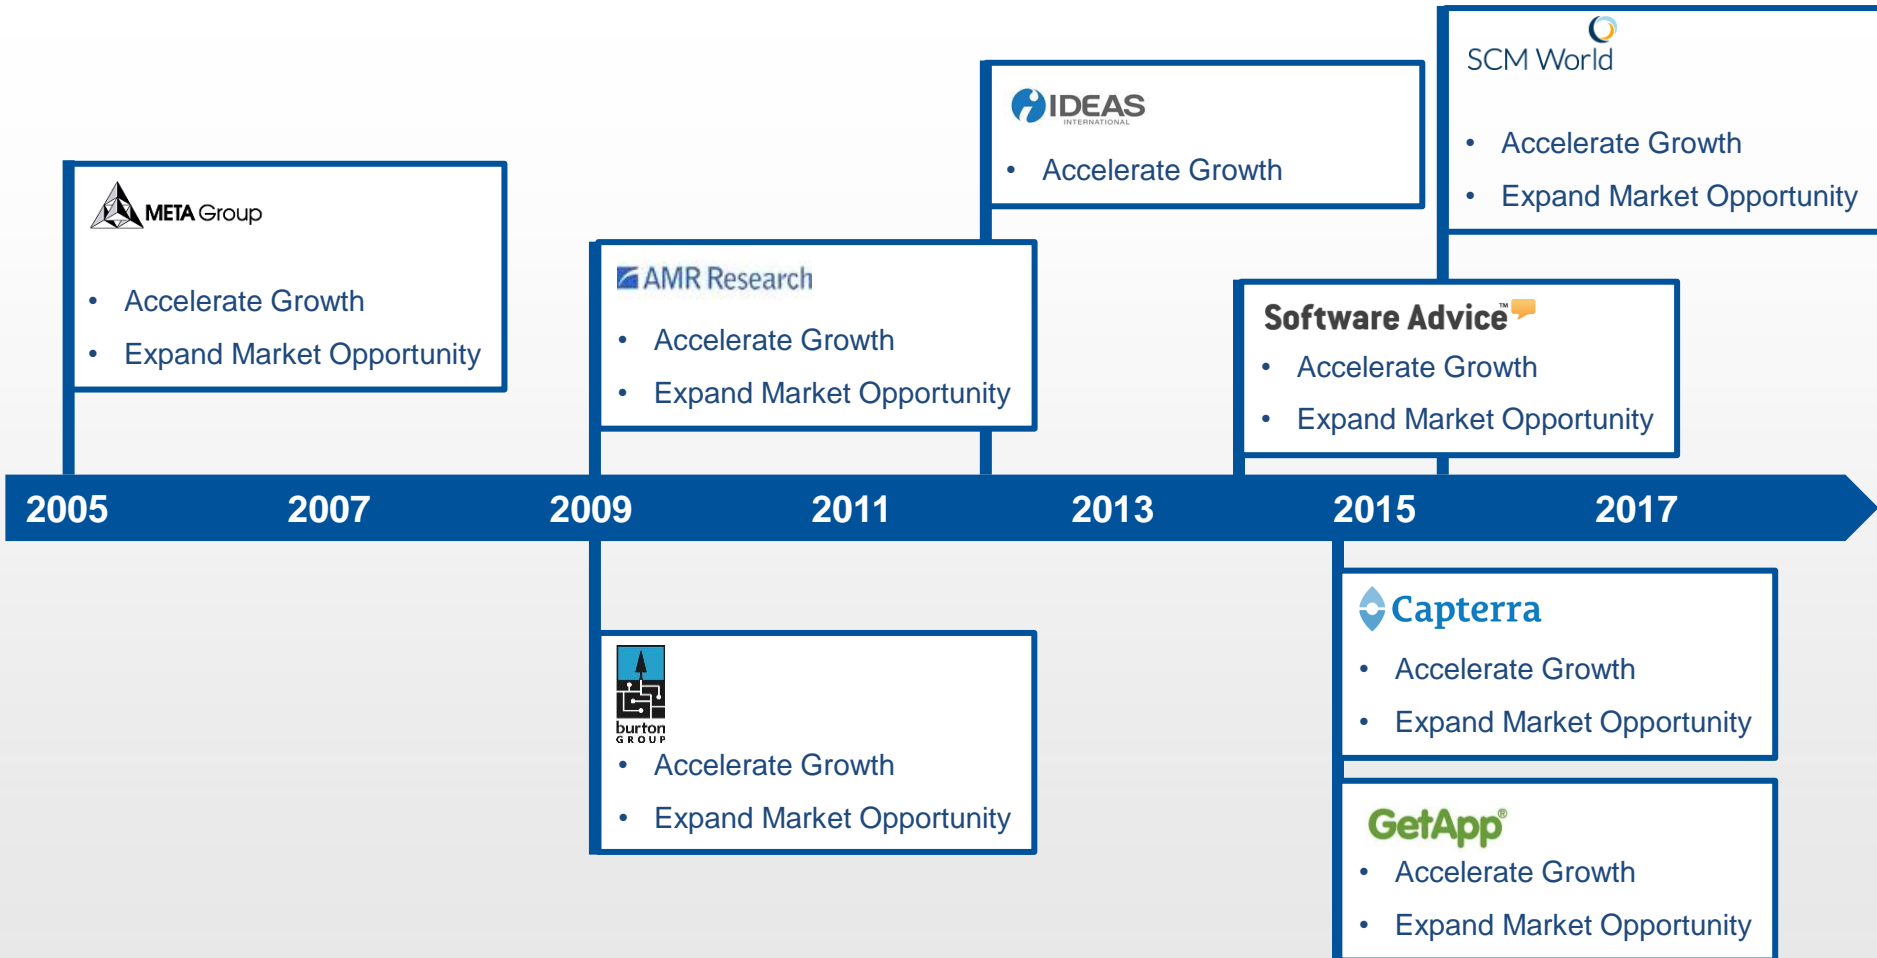 SCM World
• Accelerate Growth
• Expand Market Opportunity
IDEAS
INTERNATIONAL
• Accelerate Growth
META Group
• Accelerate Growth
• Expand Market Opportunity
AMR Research
• Accelerate Growth
• Expand Market Opportunity
Software Advice™
• Accelerate Growth
• Expand Market Opportunity
2005 2007 2009 2011 2013 2015 2017
burton
GROUP
• Accelerate Growth
• Expand Market Opportunity
Capterra
• Accelerate Growth
• Expand Market Opportunity
GetApp®
• Accelerate Growth
• Expand Market Opportunity